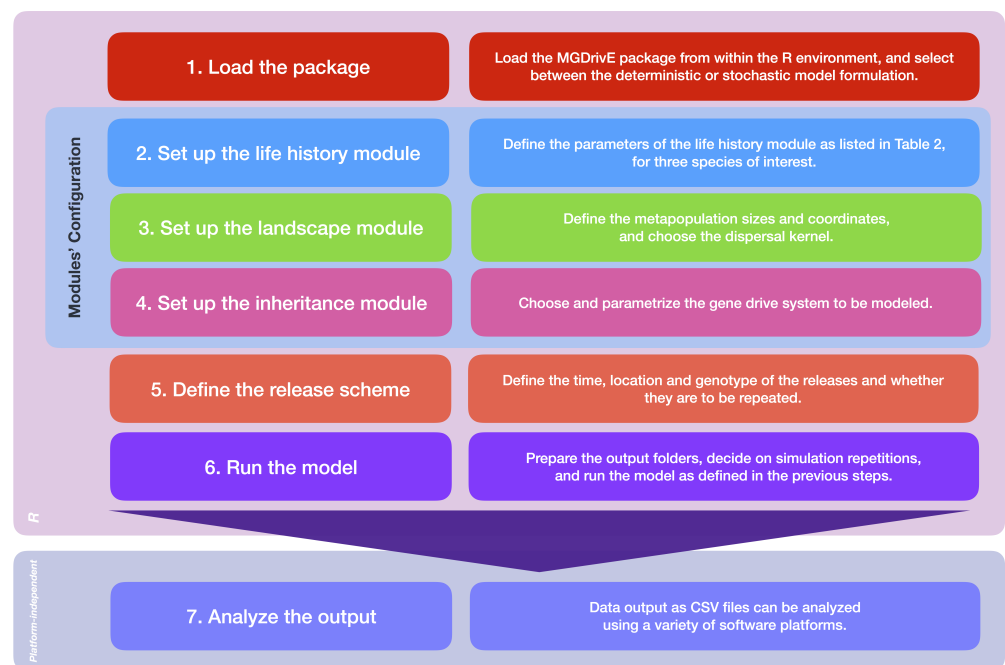 1. Load the package
Load the MGDrivE package from within the R environment, and select
between the deterministic or stochastic model formulation.
Modules' Configuration
2. Set up the life history module
Define the parameters of the life history module as listed in Table 2,
for three species of interest.
3. Set up the landscape module
Define the metapopulation sizes and coordinates,
and choose the dispersal kernel.
4. Set up the inheritance module
Choose and parametrize the gene drive system to be modeled.
5. Define the release scheme
Define the time, location and genotype of the releases and whether
they are to be repeated.
6. Run the model
Prepare the output folders, decide on simulation repetitions,
and run the model as defined in the previous steps.
R
Platform-independent
7. Analyze the output
Data output as CSV files can be analyzed
using a variety of software platforms.